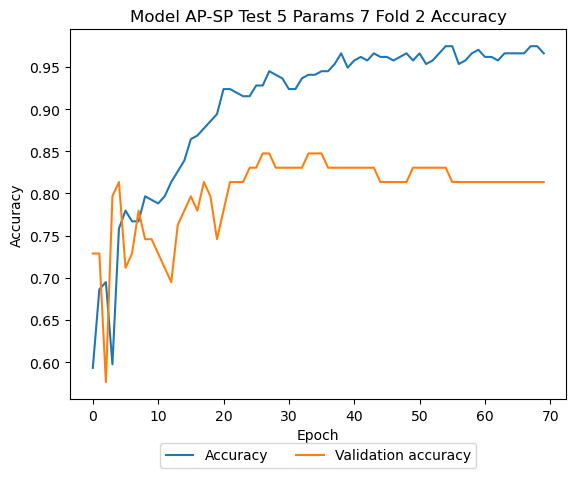 Model AP-SP Test 5 Params 7 Fold 2 Accuracy
0.95
0.90
0.85
0.80
0.75
0.70
0.65
0.60
Accuracy
0 10 20 30 40 50 60 70
Epoch
Accuracy Validation accuracy